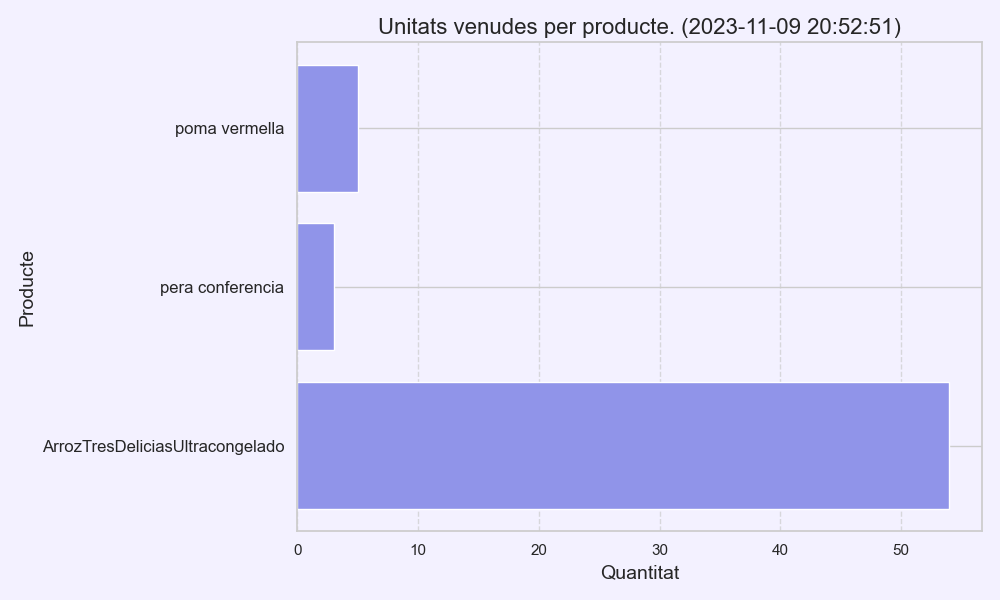 Unitats venudes per producte. (2023-11-09 20:52:51)
Producte
poma vermella
pera conferencia
ArrozTresDeliciasUltracongelado
0 10 20 30 40 50
Quantitat